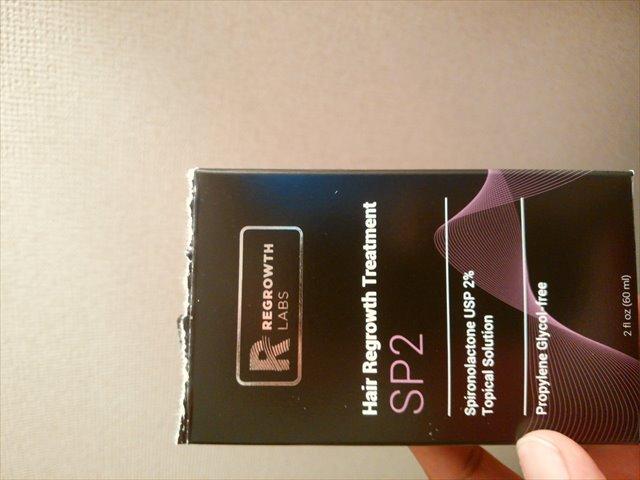 REGROWTH
LABS
Hair Regrowth Treatment
SP2
Spironolactone USP 2%
Topical Solution
Propylene Glycol-free
2 fl oz (60 ml)